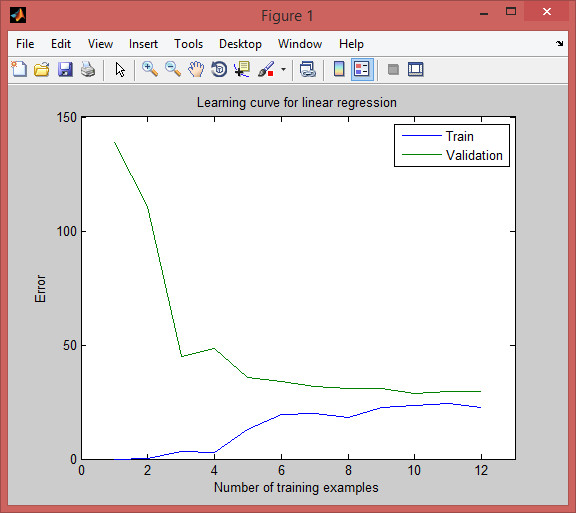 Figure 1
File Edit View Insert Tools Desktop Window Help
Learning curve for linear regression
150
100
50
0
Error
Train
Validation
0 2 4 6 8 10 12
Number of training examples